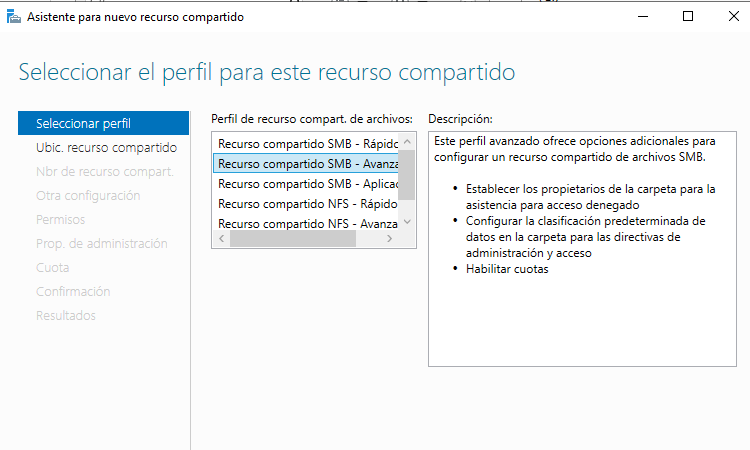 Asistente para nuevo recurso compartido
Seleccionar el perfil para este recurso compartido
Seleccionar perfil
Ubic. recurso compartido
Nbr de recurso compart.
Otra configuración
Permisos
Prop. de administración
Cuota
Confirmación
Resultados
Perfil de recurso compart. de archivos:
Recurso compartido SMB - Rápido
Recurso compartido SMB - Avanza
Recurso compartido SMB - Aplicac
Recurso compartido NFS - Rápido
Recurso compartido NFS - Avanza
Descripción:
Este perfil avanzado ofrece opciones adicionales para
configurar un recurso compartido de archivos SMB.
• Establecer los propietarios de la carpeta para la
asistencia para acceso denegado
• Configurar la clasificación predeterminada de
datos en la carpeta para las directivas de
administración y acceso
• Habilitar cuotas